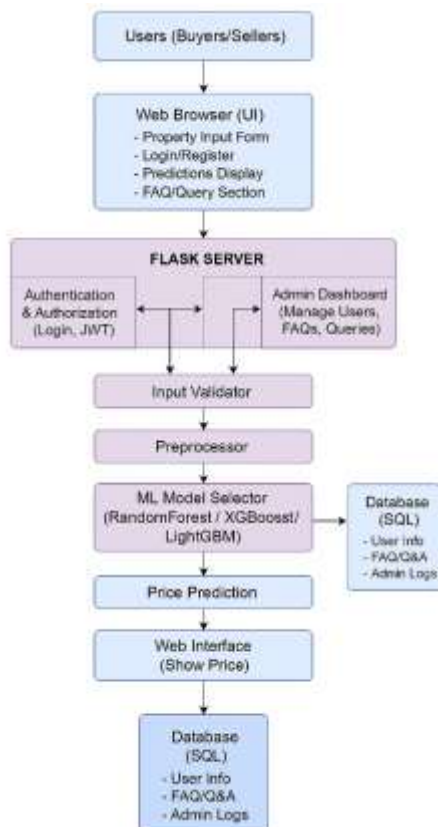 Users (Buyers/Sellers)
Web Browser (UI)
- Property Input Form
- Login/Register
- Predictions Display
- FAQ/Query Section
FLASK SERVER
Authentication
& Authorization
(Login, JWT)
Admin Dashboard
(Manage Users,
FAQs, Queries)
Input Validator
Preprocessor
ML Model Selector
(RandomForest / XGBoosst/
LightGBM)
Database
(SQL)
- User Info
- FAQ/Q&A
- Admin Logs
Price Prediction
Web Interface
(Show Price)
Database
(SQL)
- User Info
- FAQ/Q&A
- Admin Logs